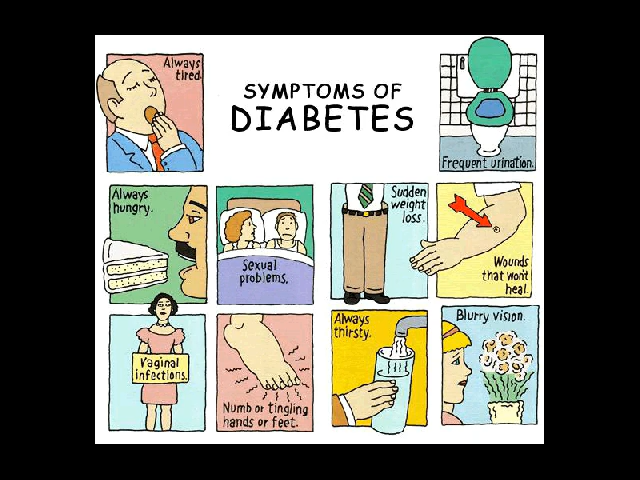 Always
tired.
SYMPTOMS OF
DIABETES
Frequent urination.
Always
hungry.
Sexual
problems.
Sudden
weight
loss.
Wounds
that won't
heal.
Vaginal
infections.
Numb or tingling
hands or feet.
Always
thirsty.
Blurry vision.